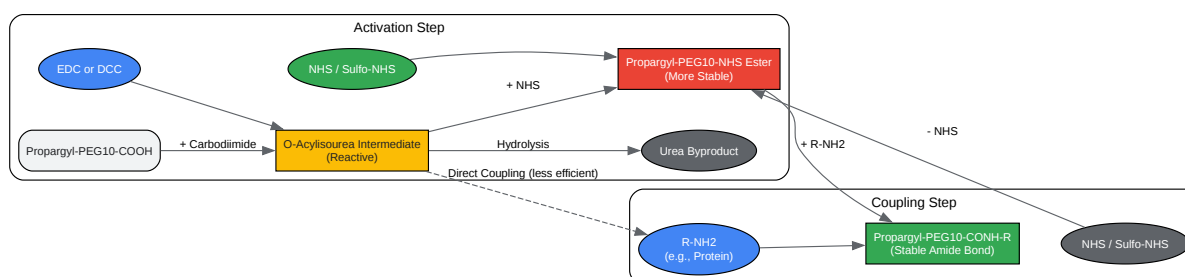 Activation Step
EDC or DCC
NHS / Sulfo-NHS
Propargyl-PEG10-NHS Ester
(More Stable)
+ NHS
Propargyl-PEG10-COOH
+ Carbodiimide
O-Acylisourea Intermediate
(Reactive)
Hydrolysis
Urea Byproduct
- NHS
+ R-NH2
Direct Coupling (less efficient)
Coupling Step
R-NH2
(e.g., Protein)
Propargyl-PEG10-CONH-R
(Stable Amide Bond)
NHS / Sulfo-NHS